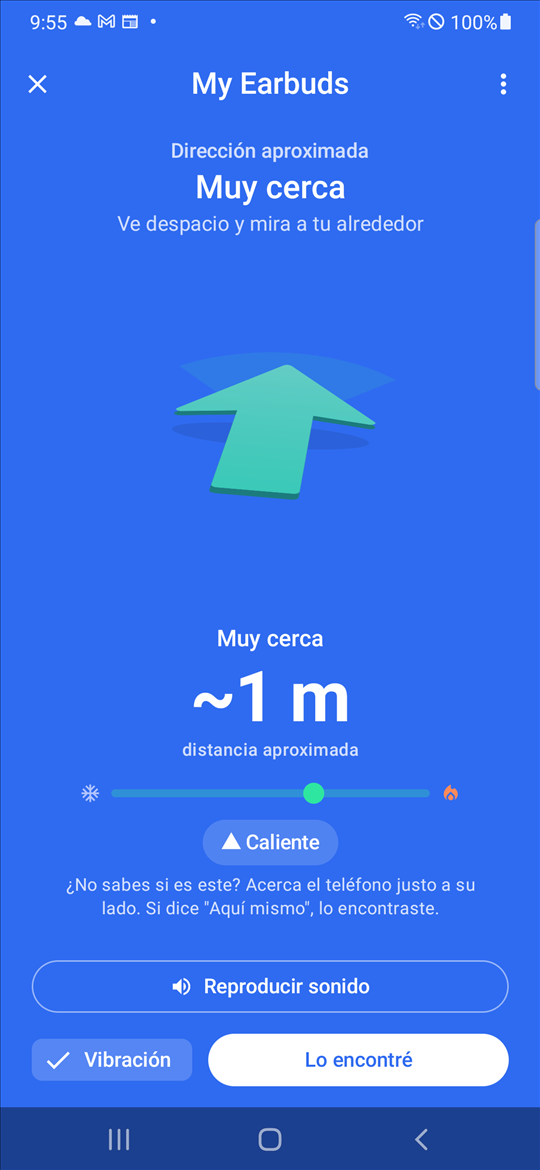 9:55
100%
My Earbuds
Dirección aproximada
Muy cerca
Ve despacio y mira a tu alrededor
Muy cerca
~1 m
distancia aproximada
Caliente
¿No sabes si es este? Acerca el teléfono justo a su
lado. Si dice "Aquí mismo", lo encontraste.
Reproducir sonido
Vibración
Lo encontré